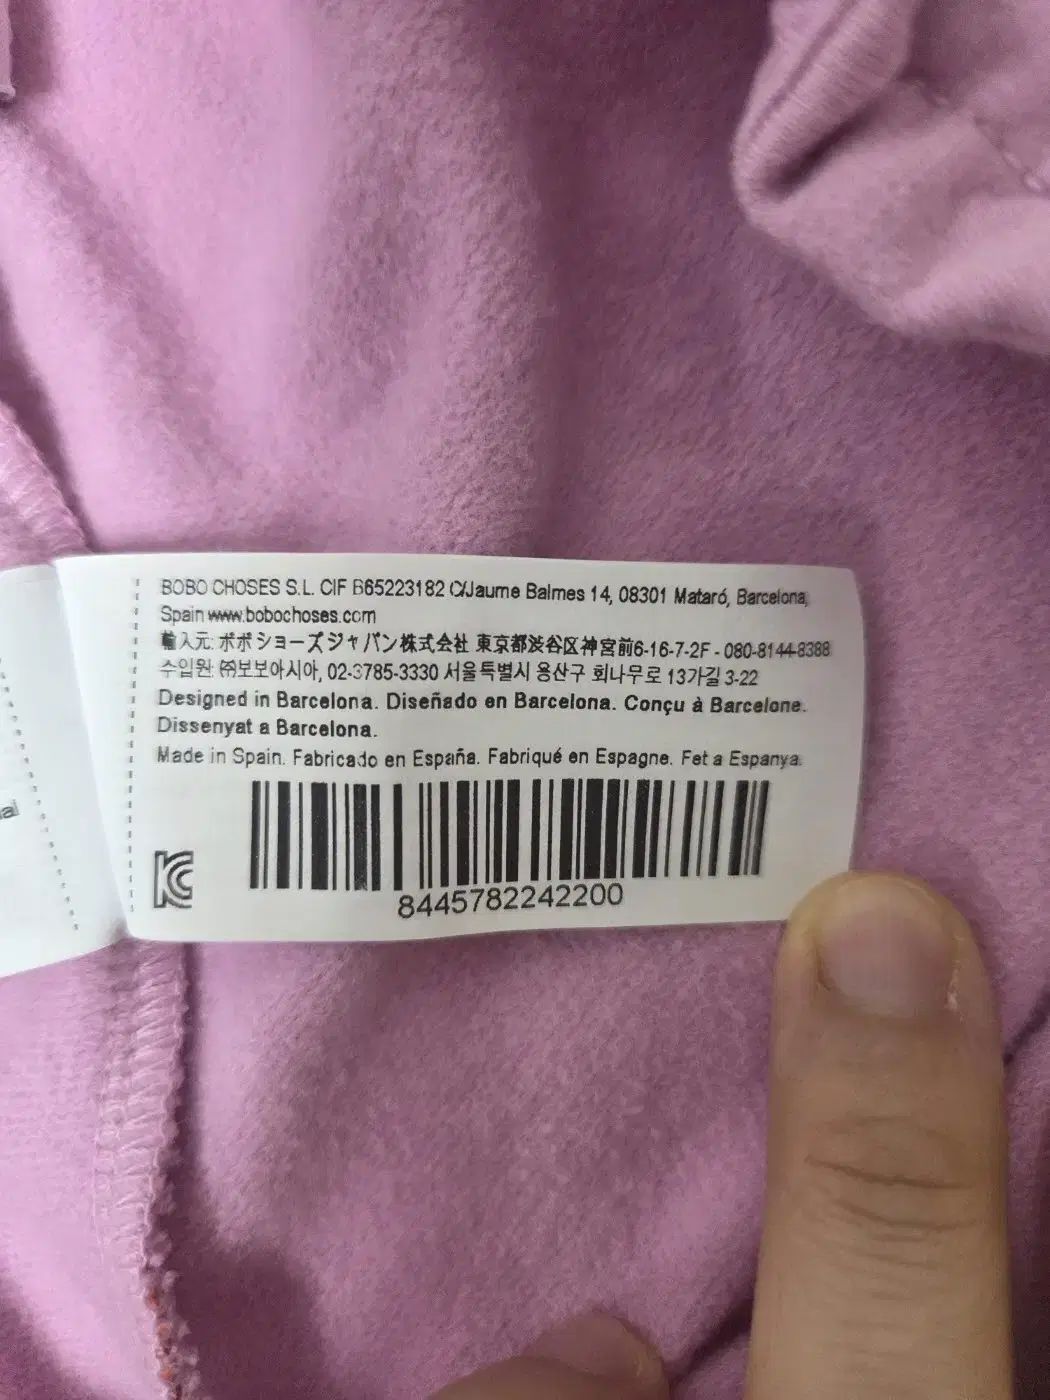 BOBO CHOSES S.L. CIF B65223182 C/Jaume Balmes 14, 08301 Mataró, Barcelona,
Spain www.bobochoses.com
輸入元: ボボショーズジャパン株式会社 東京都渋谷区神宮前6-16-7-2F - 080-8144-8388
수입원 ㈜보보아시아, 02-3785-3330 서울특별시 용산구 회나무로 13가길 3-22
Designed in Barcelona. Diseñado en Barcelona. Conçu à Barcelone.
Dissenyat a Barcelona.
Made in Spain. Fabricado en España. Fabriqué en Espagne. Fet a Espanya.
KC
8445782242200